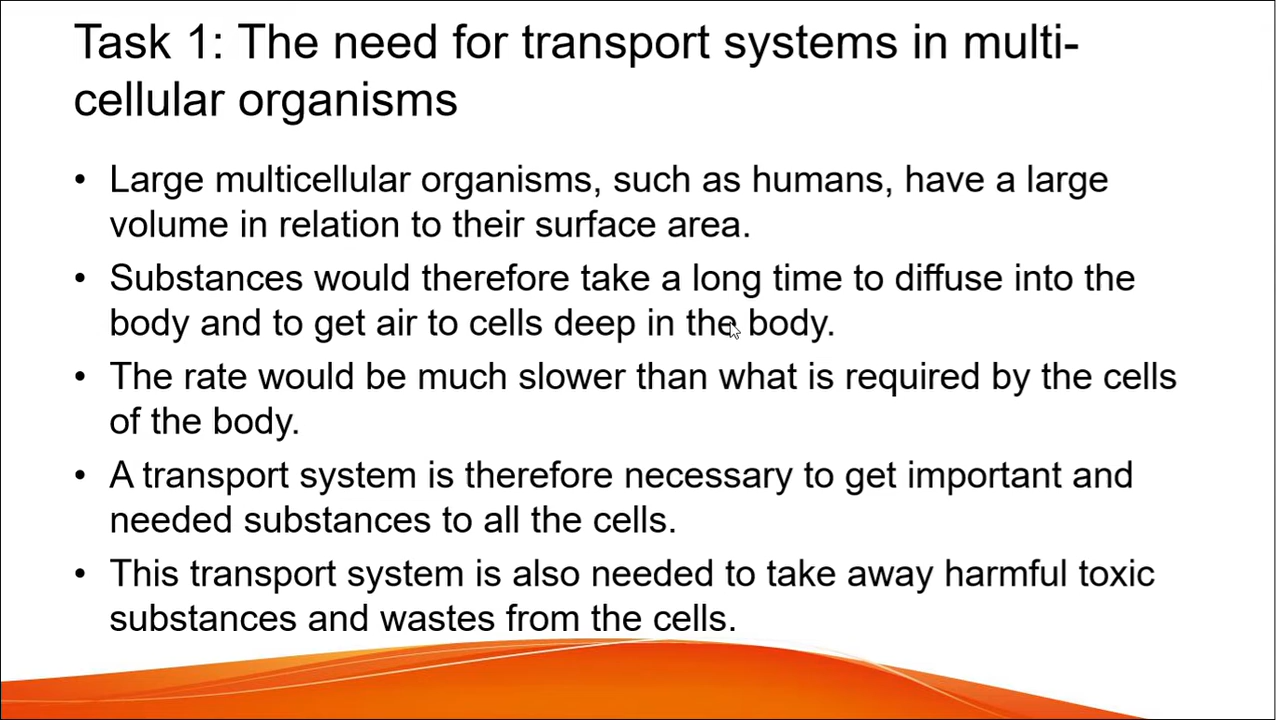 Task 1: The need for transport systems in multi-
cellular organisms
• Large multicellular organisms, such as humans, have a large
volume in relation to their surface area.
• Substances would therefore take a long time to diffuse into the
body and to get air to cells deep in the body.
• The rate would be much slower than what is required by the cells
of the body.
• A transport system is therefore necessary to get important and
needed substances to all the cells.
• This transport system is also needed to take away harmful toxic
substances and wastes from the cells.